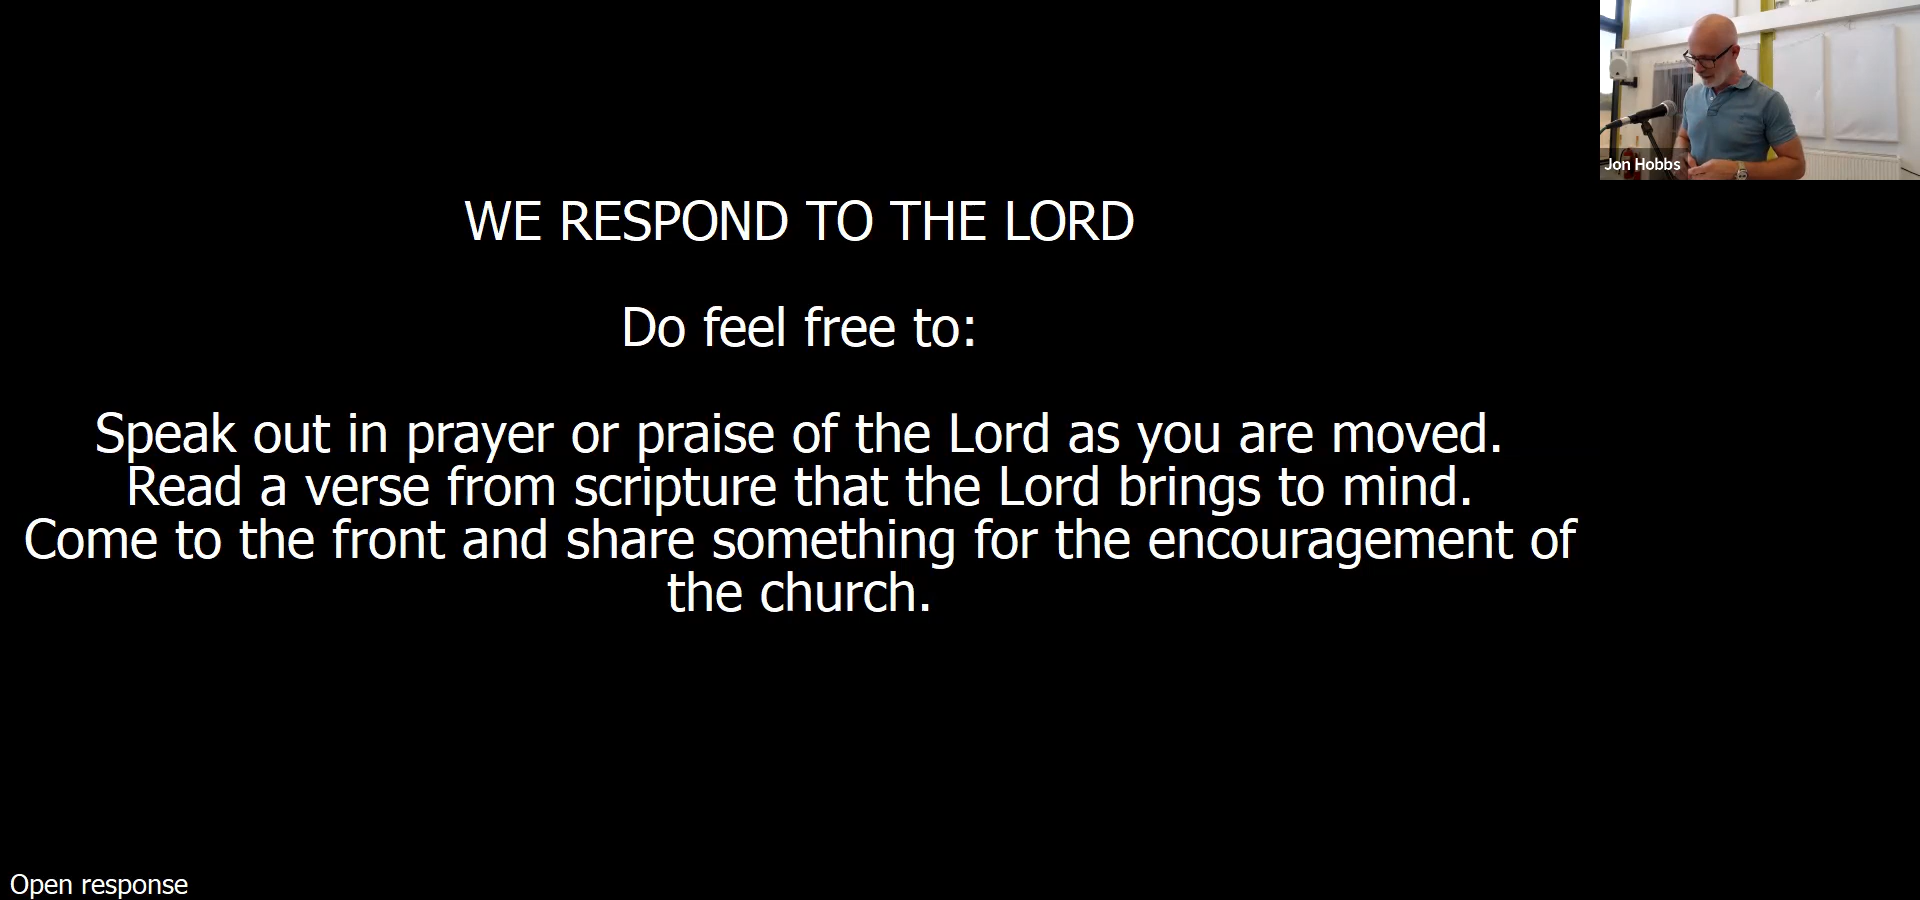 WE RESPOND TO THE LORD
Do feel free to:
Speak out in prayer or praise of the Lord as you are moved.
Read a verse from scripture that the Lord brings to mind.
Come to the front and share something for the encouragement of
the church.
Open response
Jon Hobbs